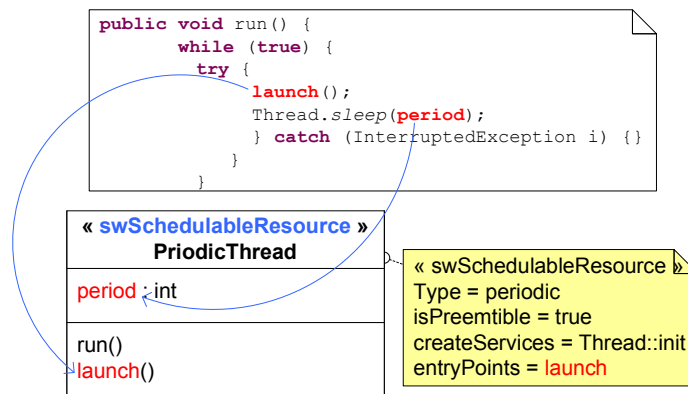 public void run() {
while (true) {
try {
launch();
Thread.sleep(period);
} catch (InterruptedException i) {}
}
}
« swSchedulableResource »
PriodicThread
period : int
run()
launch()
« swSchedulableResource »
Type = periodic
isPreemtible = true
createServices = Thread::init
entryPoints = launch